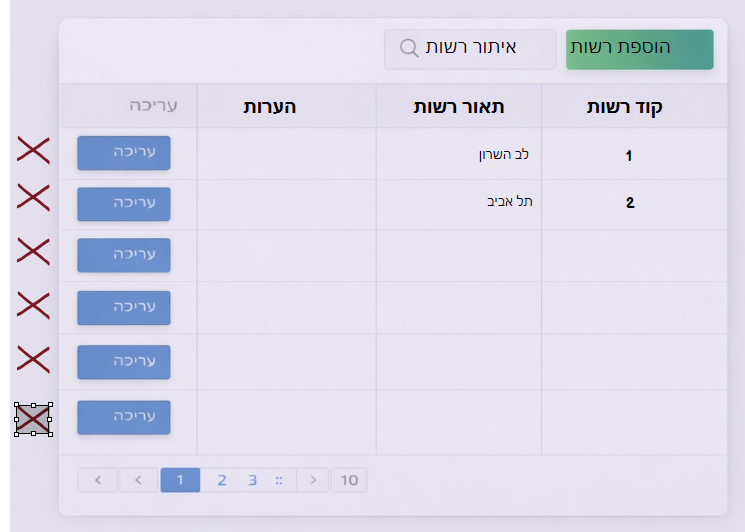 הוספת רשות איתור רשות
קוד רשות תאור רשות הערות עריכה
1 לב השרון עריכה
2 תל אביב עריכה
עריכה
עריכה
עריכה
עריכה
< < 1 2 3 :: > 10